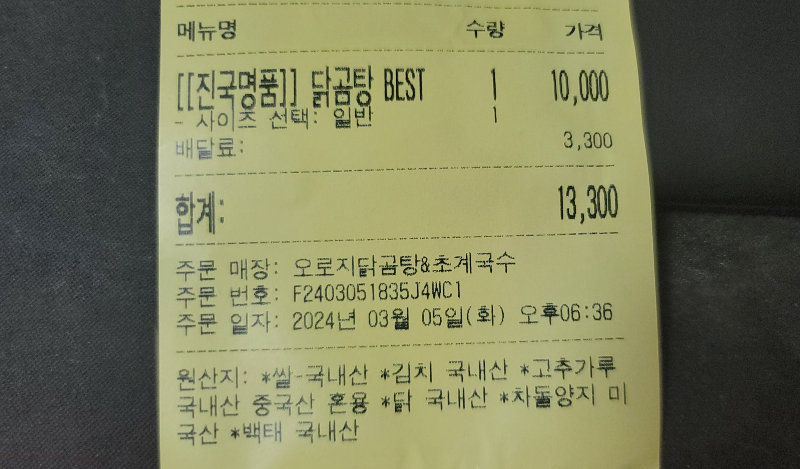 메뉴명 수량 가격
[[진국명품]] 닭곰탕 BEST 1 10,000
- 사이즈 선택: 일반 1
배달료: 3,300
합계: 13,300
주문 매장: 오로지닭곰탕&초계국수
주문 번호: F2403051835J4WC1
주문 일자: 2024년 03월 05일(화) 오후06:36
원산지: *쌀-국내산 *김치 국내산 *고추가루
국내산 중국산 혼용 *닭 국내산 *차돌양지 미
국산 *백태 국내산